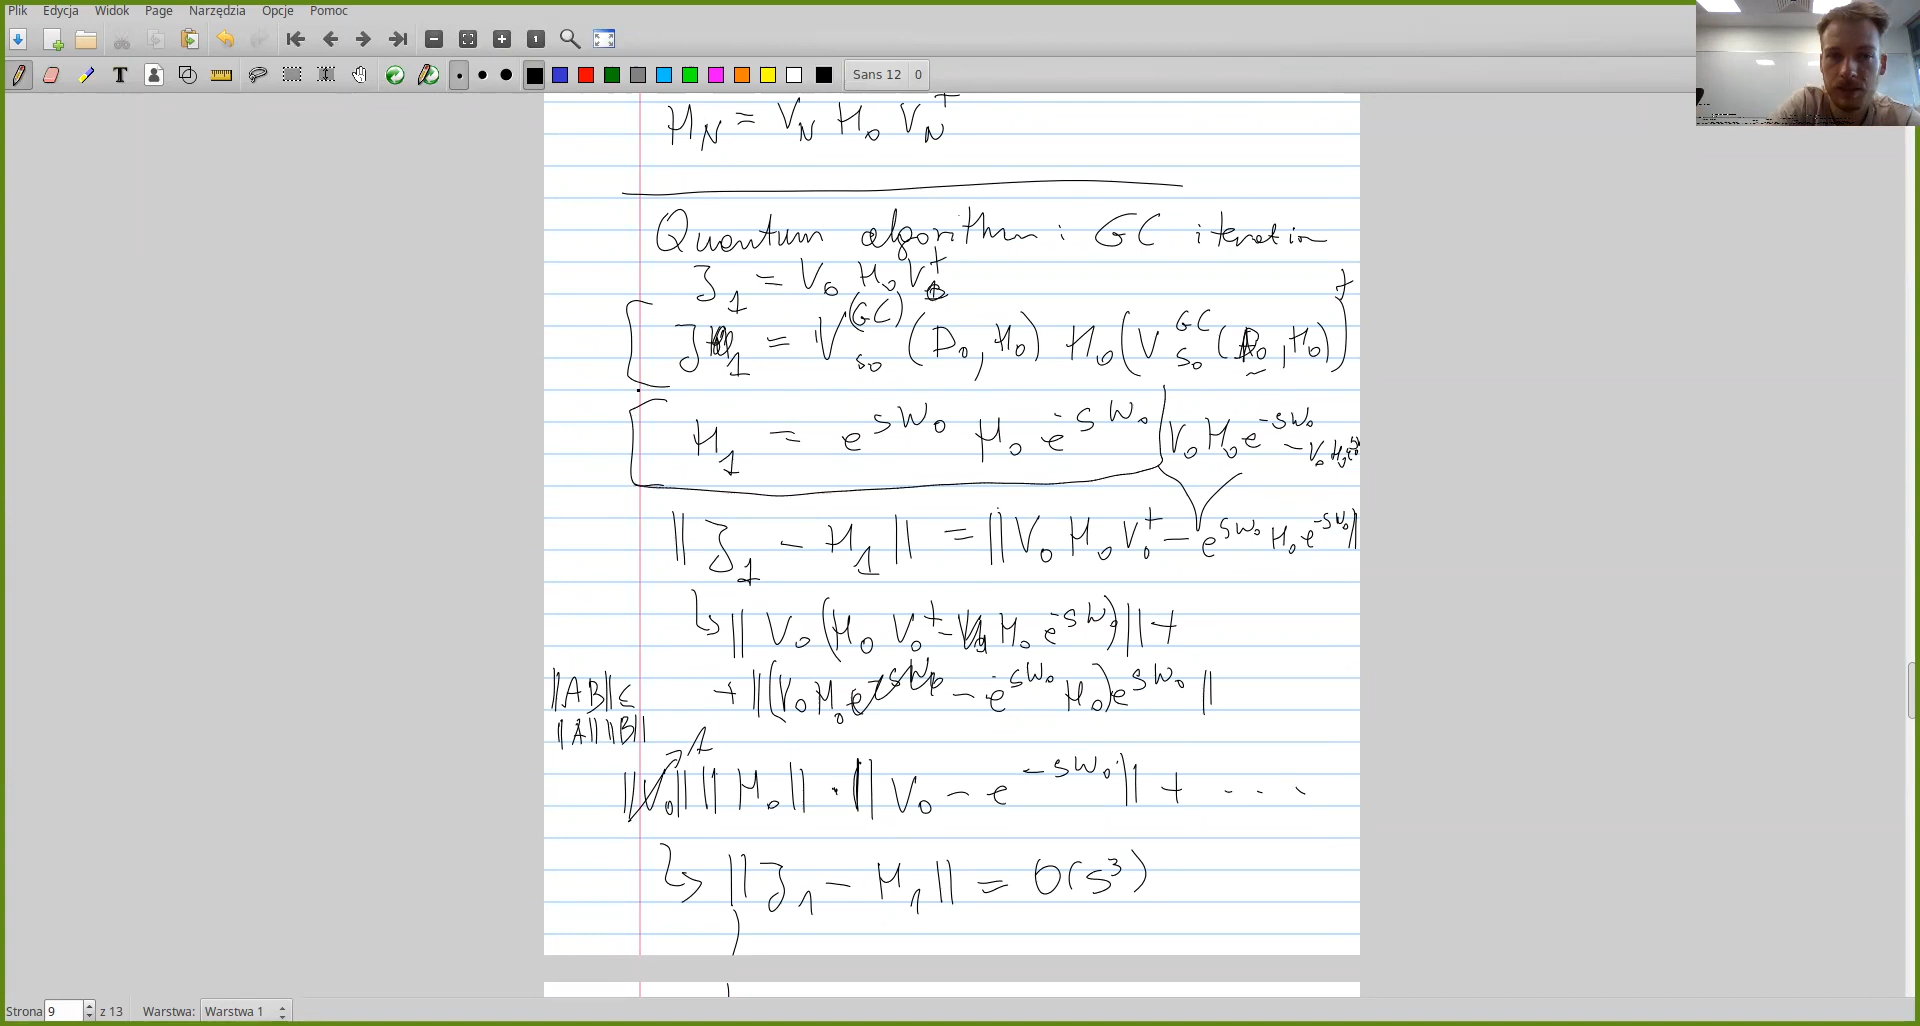 Plik Edycja Widok Page Narzędzia Opcje Pomoc
Sans 12 0
H_N = V_N H_0 V_N^†
Quantum algorithm: GC iteration
J_1 = V_0 H_0 V_0^†
J_1 = V_{s_0}^{(GC)} (D_0, H_0) H_0 (V_{s_0}^{GC} (D_0, H_0))^†
H_1 = e^{sW_0} H_0 e^{-sW_0}
V_0 H_0 e^{-sW_0}
‖J_1 - H_1‖ = ‖V_0 H_0 V_0^† - e^{sW_0} H_0 e^{-sW_0}‖
↳ ‖V_0 (H_0 V_0^† - H_0 e^{-sW_0})‖ +
‖AB‖ ≤
‖A‖ ‖B‖
+ ‖(V_0 H_0 - e^{sW_0} H_0) e^{sW_0}‖
‖V_0‖ ‖H_0‖ · ‖V_0 - e^{-sW_0}‖ + ...
↳ ‖J_1 - H_1‖ = O(s^3)
Strona 9 z 13 Warstwa: Warstwa 1